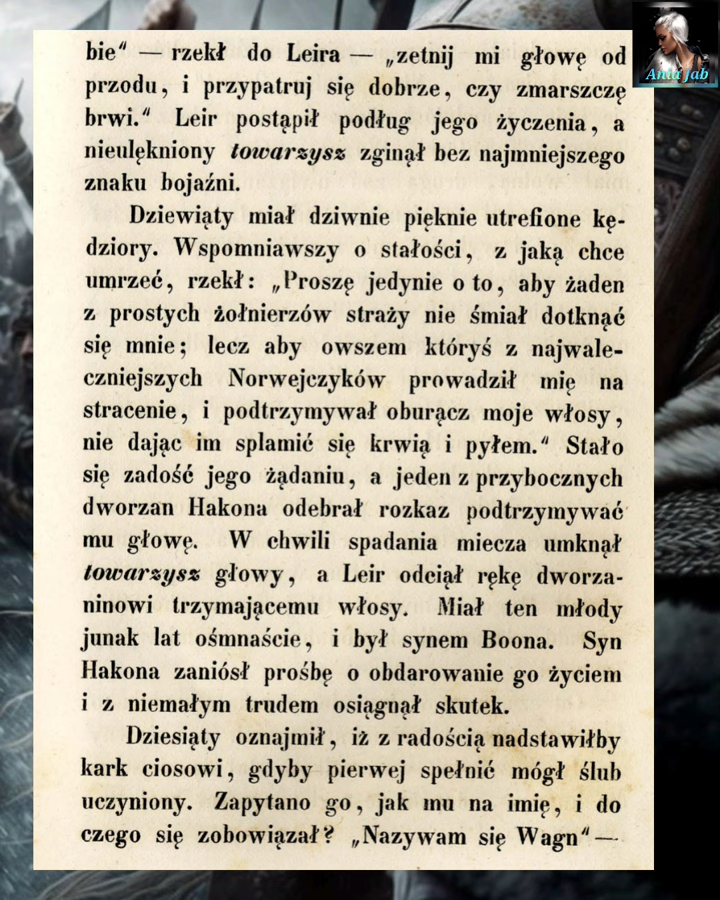 Ania jab
bie“ — rzekł do Leira — „zetnij mi głowę od
przodu, i przypatruj się dobrze, czy zmarszczę
brwi.“ Leir postąpił podług jego życzenia, a
nieulękniony towarzysz zginął bez najmniejszego
znaku bojaźni.
Dziewiąty miał dziwnie pięknie utrefione kę-
dziory. Wspomniawszy o stałości, z jaką chce
umrzeć, rzekł: „Proszę jedynie o to, aby żaden
z prostych żołnierzów straży nie śmiał dotknąć
się mnie; lecz aby owszem któryś z najwale-
czniejszych Norwejczyków prowadził mię na
stracenie, i podtrzymywał oburącz moje włosy,
nie dając im splamić się krwią i pyłem.“ Stało
się zadość jego żądaniu, a jeden z przybocznych
dworzan Hakona odebrał rozkaz podtrzymywać
mu głowę. W chwili spadania miecza umknął
towarzysz głowy, a Leir odciął rękę dworza-
ninowi trzymającemu włosy. Miał ten młody
junak lat ośmnaście, i był synem Boona. Syn
Hakona zaniósł prośbę o obdarowanie go życiem
i z niemałym trudem osiągnął skutek.
Dziesiąty oznajmił, iż z radością nadstawiłby
kark ciosowi, gdyby pierwej spełnić mógł ślub
uczyniony. Zapytano go, jak mu na imię, i do
czego się zobowiązał? „Nazywam się Wagn“ —